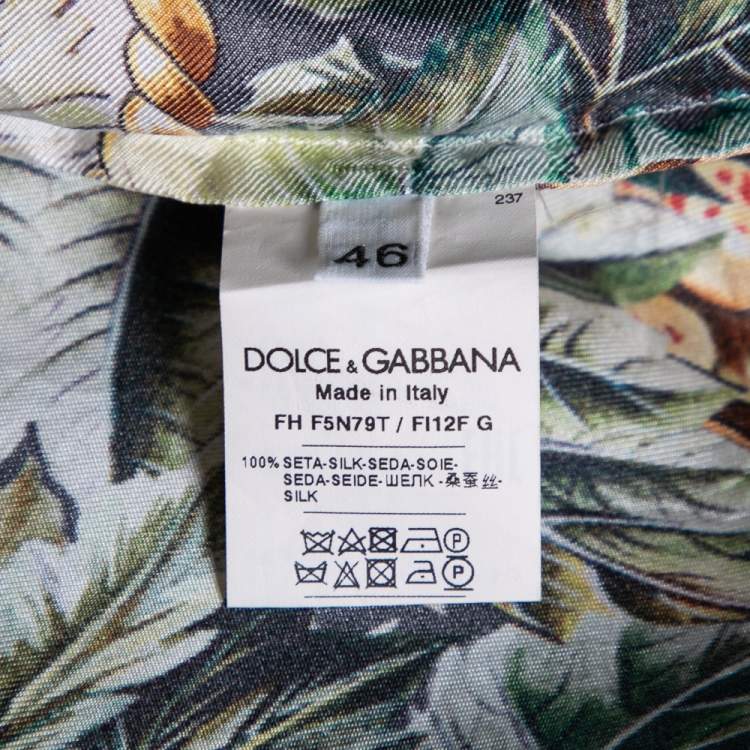 237
46
DOLCE & GABBANA
Made in Italy
FH F5N79T / FI12F G
100% SETA-SILK-SEDA-SOIE-
SEDA-SEIDE-ШЕЛК -桑蚕丝-
SILK
P
P